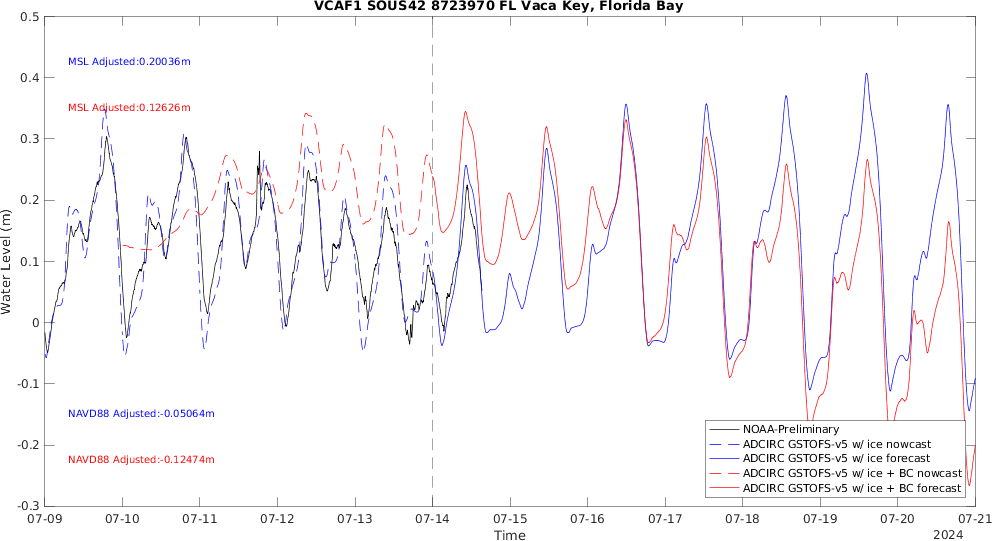 VCAF1 SOUS42 8723970 FL Vaca Key, Florida Bay
0.5
0.4
0.3
0.2
0.1
0
-0.1
-0.2
-0.3
Water Level (m)
MSL Adjusted:0.20036m
MSL Adjusted:0.12626m
NAVD88 Adjusted:-0.05064m
NAVD88 Adjusted:-0.12474m
NOAA-Preliminary
ADCIRC GSTOFS-v5 w/ ice nowcast
ADCIRC GSTOFS-v5 w/ ice forecast
ADCIRC GSTOFS-v5 w/ ice + BC nowcast
ADCIRC GSTOFS-v5 w/ ice + BC forecast
07-09 07-10 07-11 07-12 07-13 07-14 07-15 07-16 07-17 07-18 07-19 07-20 07-21
Time
2024